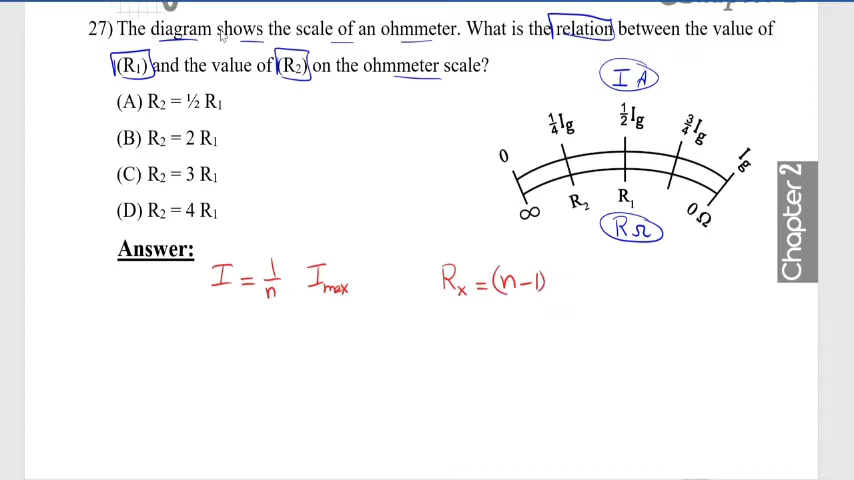 27) The diagram shows the scale of an ohmmeter. What is the relation between the value of
(R₁) and the value of (R₂) on the ohmmeter scale?
I A
(A) R₂ = ½ R₁
(B) R₂ = 2 R₁
(C) R₂ = 3 R₁
(D) R₂ = 4 R₁
0 ¼Ig ½Ig ¾Ig Ig
∞ R₂ R₁ 0 Ω
R Ω
Chapter 2
Answer:
I = 1/n Imax Rx = (n-1)